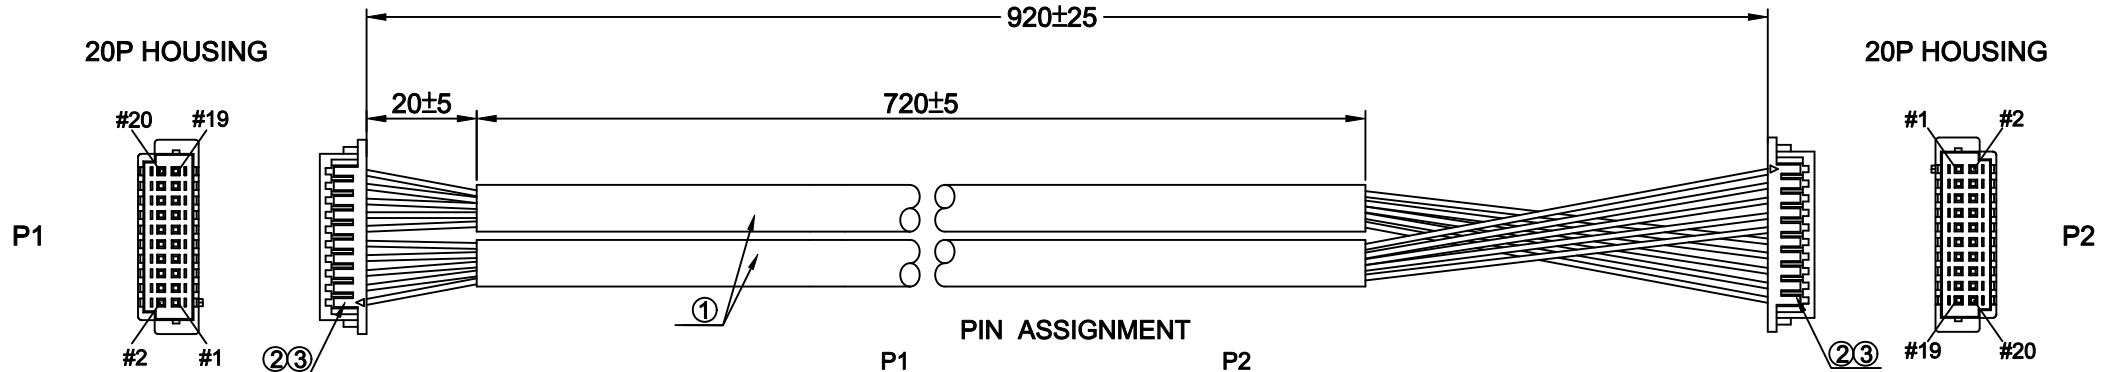 920±25
20P HOUSING
20P HOUSING
20±5
720±5
#20
#19
#1
#2
P1
P2
①
PIN ASSIGNMENT
#2
#1
②③
P1
P2
#19
#20
②③